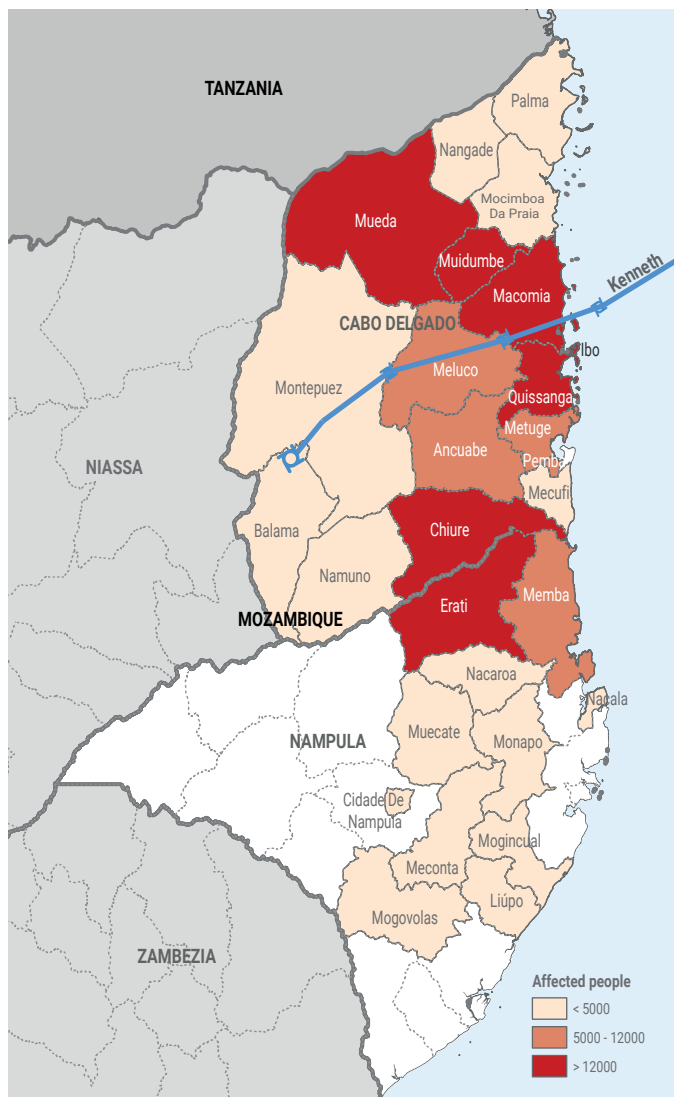 TANZANIA
Palma
Nangade
Mocimboa
Da Praia
Mueda
Muidumbe
Macomia
Kenneth
CABO DELGADO
Ibo
Meluco
Montepuez
Quissanga
Metuge
Ancuabe
Pemba
NIASSA
Mecufi
Balama
Chiure
Namuno
Memba
Erati
MOZAMBIQUE
Nacaroa
Nacala
Muecate
NAMPULA
Monapo
Cidade De
Nampula
Mogincual
Meconta
Liúpo
Mogovolas
ZAMBEZIA
Affected people
< 5000
5000 - 12000
> 12000